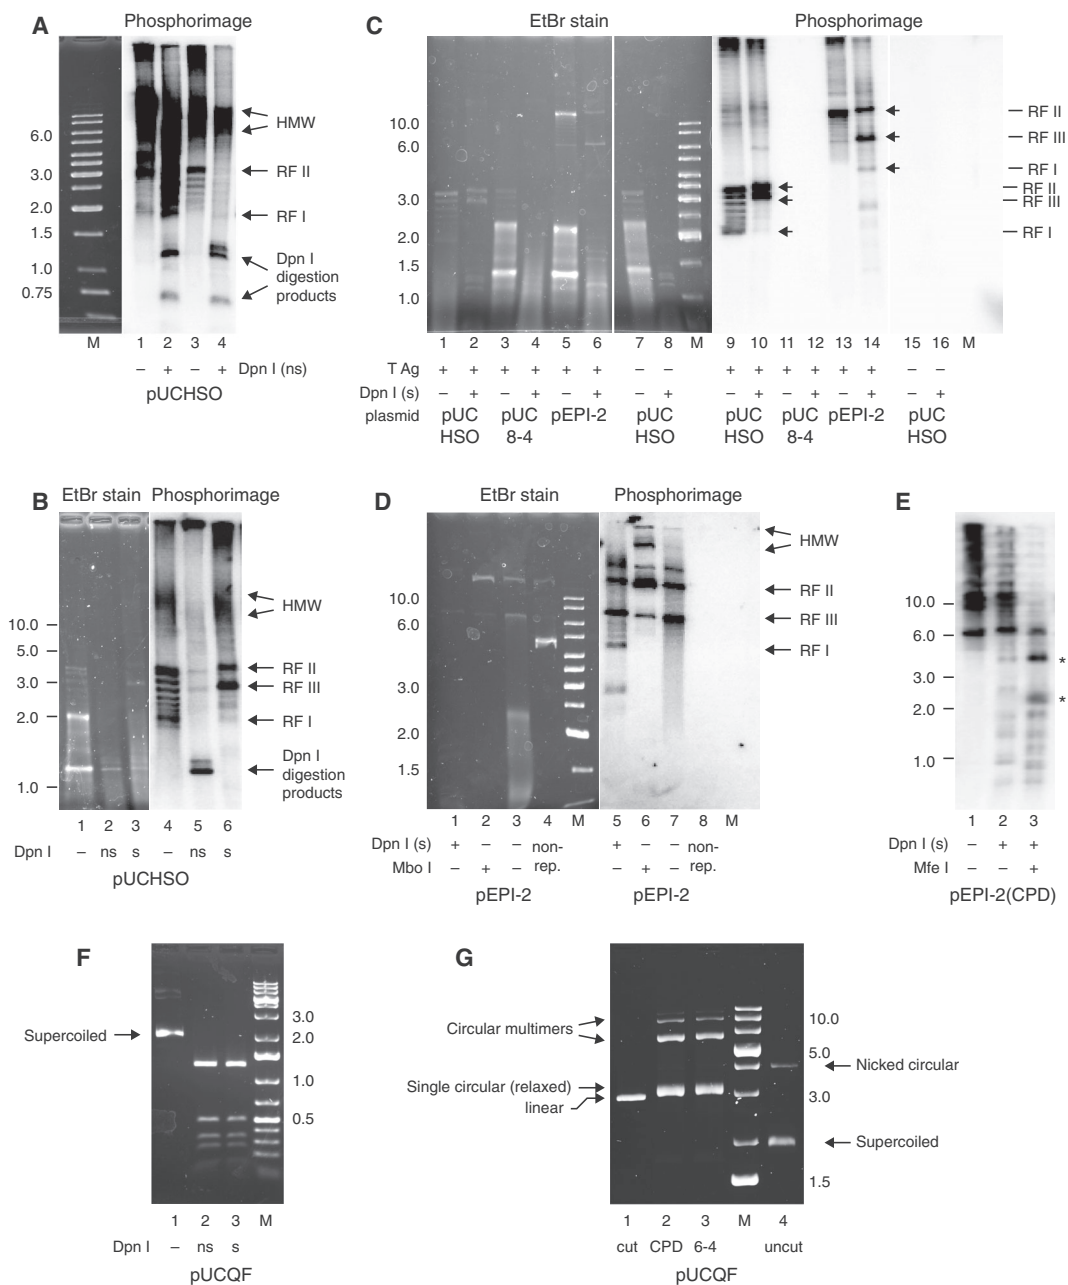 A
Phosphorimage
HMW
6.0
3.0
RF II
2.0
RF I
1.5
1.0
0.75
Dpn I
digestion
products
M 1 2 3 4
– + – + Dpn I (ns)
pUCHSO
C
EtBr stain Phosphorimage
10.0
6.0
3.0
2.0
1.5
1.0
RF II
RF III
RF I
RF II
RF III
RF I
1 2 3 4 5 6 7 8 M 9 10 11 12 13 14 15 16 M
T Ag + + + + + + – – + + + + + + – –
Dpn I (s) – + – + – + – + – + – + – + – +
plasmid pUC HSO pUC 8-4 pEPI-2 pUC HSO pUC HSO pUC 8-4 pEPI-2 pUC HSO
B
EtBr stain Phosphorimage
HMW
10.0
5.0
3.0
2.0
1.0
RF II
RF III
RF I
Dpn I
digestion
products
1 2 3 4 5 6
Dpn I – ns s – ns s
pUCHSO
D
EtBr stain Phosphorimage
HMW
10.0
6.0
3.0
2.0
1.5
RF II
RF III
RF I
1 2 3 4 M 5 6 7 8 M
Dpn I (s) + – – non-rep. + – – non-rep.
Mbo I – + – – + –
pEPI-2 pEPI-2
E
10.0
6.0
3.0
2.0
1.0
*
*
1 2 3
Dpn I (s) – + +
Mfe I – – +
pEPI-2(CPD)
F
Supercoiled
3.0
2.0
1.0
0.5
1 2 3 M
Dpn I – ns s
pUCQF
G
Circular multimers
Single circular (relaxed)
linear
10.0
5.0
3.0
1.5
Nicked circular
Supercoiled
1 2 3 M 4
cut CPD 6-4 uncut
pUCQF